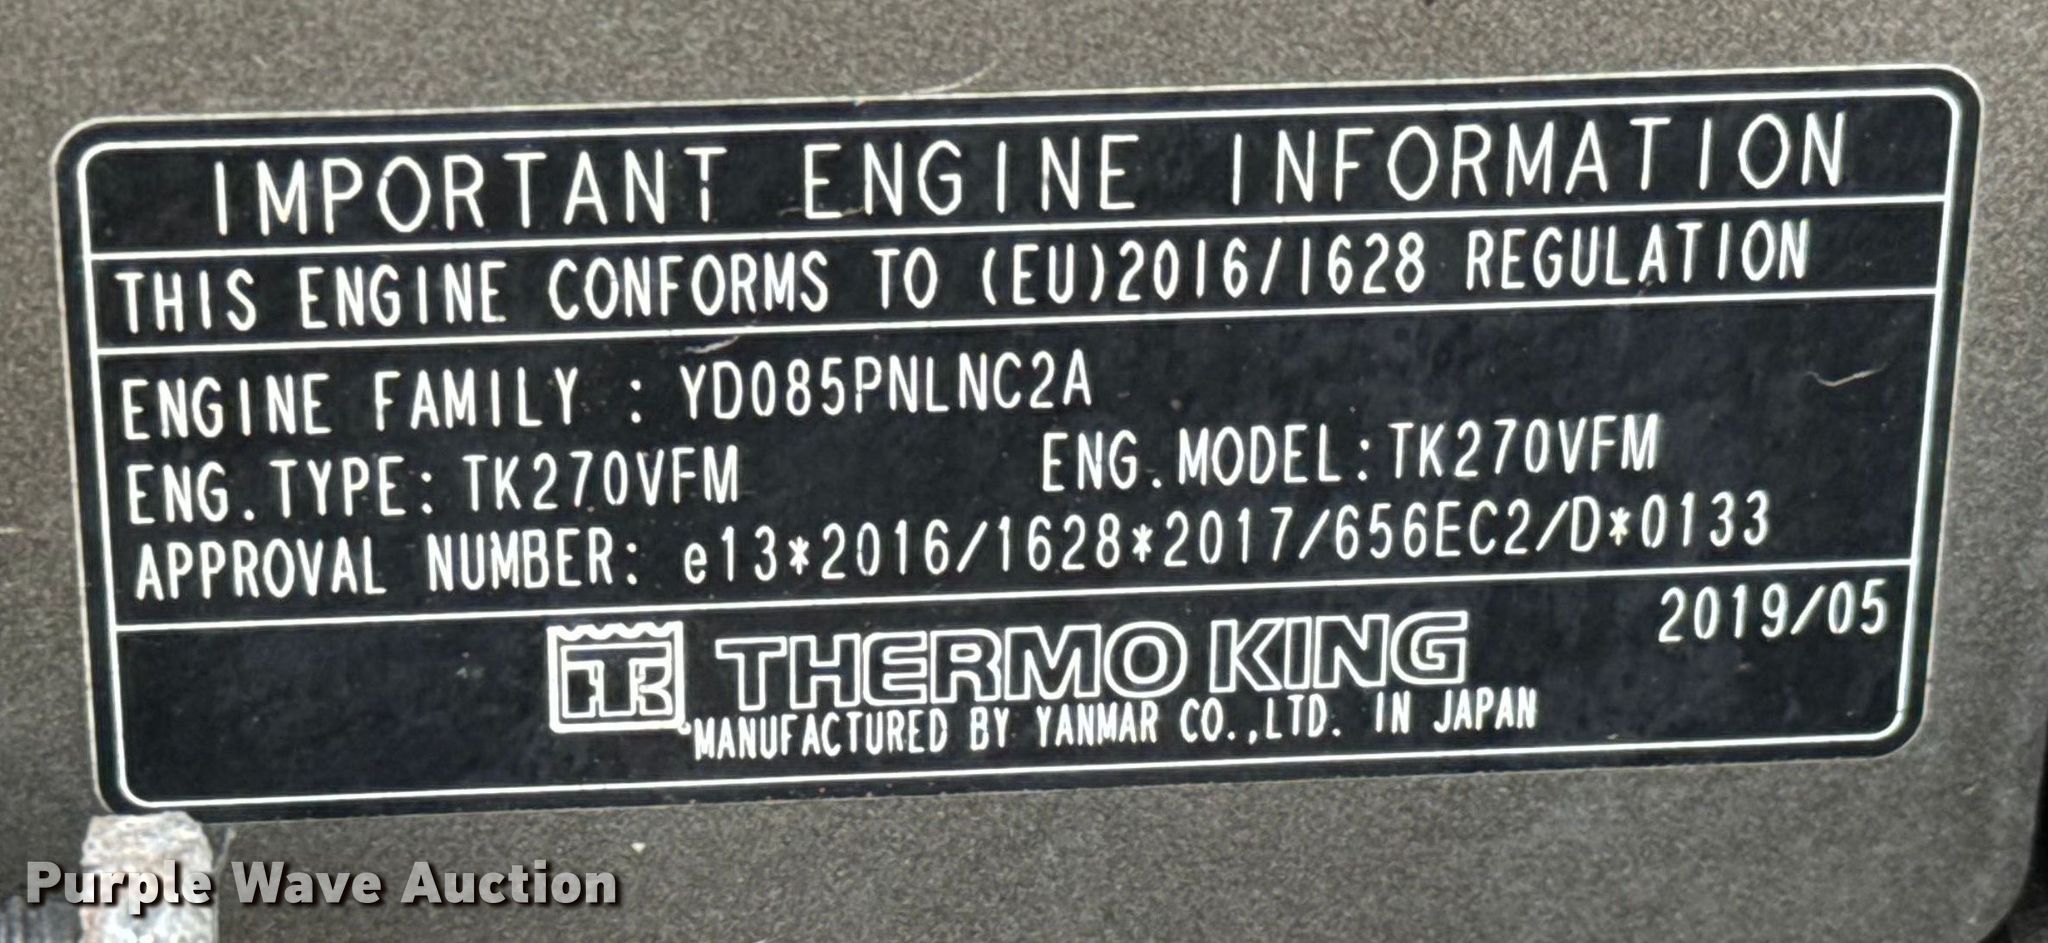 IMPORTANT ENGINE INFORMATION
THIS ENGINE CONFORMS TO (EU)2016/1628 REGULATION
ENGINE FAMILY : YD085PNLNC2A
ENG.TYPE: TK270VFM ENG.MODEL:TK270VFM
APPROVAL NUMBER: e13*2016/1628*2017/656EC2/D*0133
2019/05
TK THERMO KING
MANUFACTURED BY YANMAR CO.,LTD. IN JAPAN
Purple Wave Auction